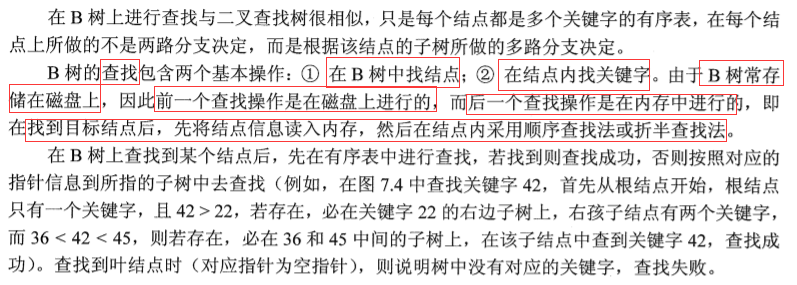 在 B 树上进行查找与二叉查找树很相似，只是每个结点都是多个关键字的有序表，在每个结
点上所做的不是两路分支决定，而是根据该结点的子树所做的多路分支决定。
B 树的查找包含两个基本操作：① 在 B 树中找结点；② 在结点内找关键字。由于 B 树常存
储在磁盘上，因此前一个查找操作是在磁盘上进行的，而后一个查找操作是在内存中进行的，即
在找到目标结点后，先将结点信息读入内存，然后在结点内采用顺序查找法或折半查找法。
在 B 树上查找到某个结点后，先在有序表中进行查找，若找到则查找成功，否则按照对应的
指针信息到所指的子树中去查找（例如，在图 7.4 中查找关键字 42，首先从根结点开始，根结点
只有一个关键字，且 42 > 22，若存在，必在关键字 22 的右边子树上，右孩子结点有两个关键字，
而 36 < 42 < 45，则若存在，必在 36 和 45 中间的子树上，在该子结点中查到关键字 42，查找成
功）。查找到叶结点时（对应指针为空指针），则说明树中没有对应的关键字，查找失败。